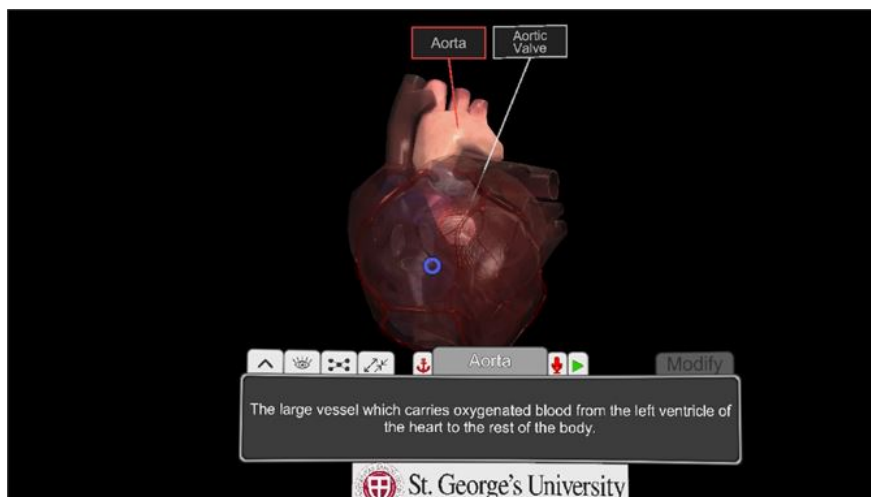 Aorta
Aortic
Valve
Aorta
Modify
The large vessel which carries oxygenated blood from the left ventricle of
the heart to the rest of the body.
St. George's University